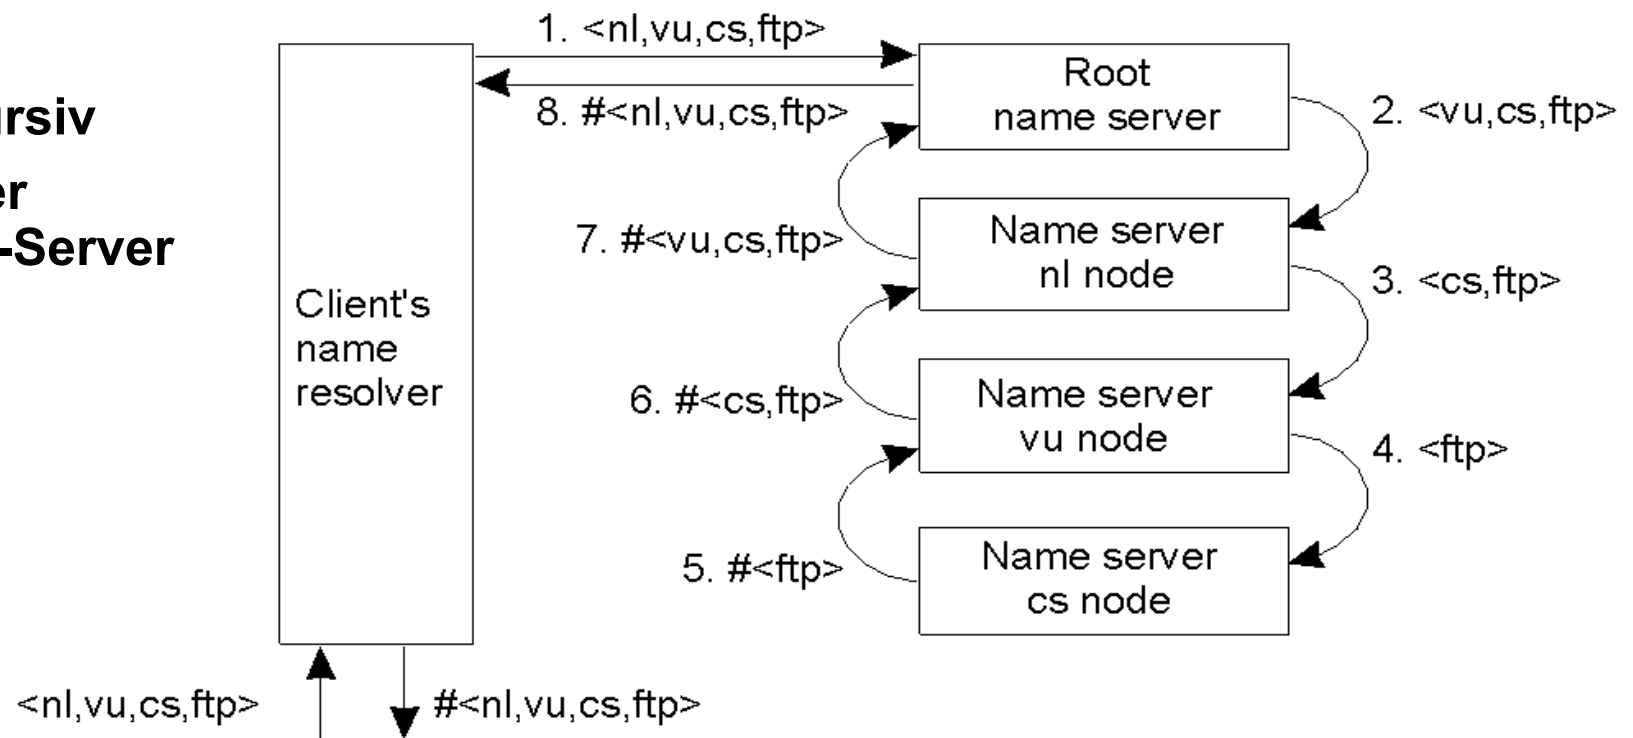 1. <nl,vu,cs,ftp>
8. #<nl,vu,cs,ftp>
-Server
Client's
name
resolver
Root
name server
2. <vu,cs,ftp>
7. #<vu,cs,ftp>
Name server
nl node
3. <cs,ftp>
6. #<cs,ftp>
Name server
vu node
4. <ftp>
5. #<ftp>
Name server
cs node
<nl,vu,cs,ftp>
#<nl,vu,cs,ftp>